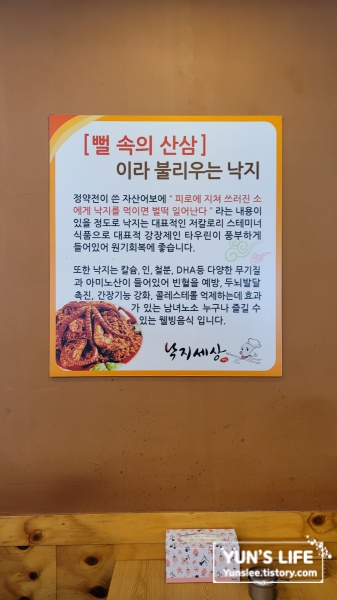 [뻘 속의 산삼]
이라 불리우는 낙지
정약전이 쓴 자산어보에 " 피로에 지쳐 쓰러진 소
에게 낙지를 먹이면 벌떡 일어난다 " 라는 내용이
있을 정도로 낙지는 대표적인 저칼로리 스테미너
식품으로 대표적 강장제인 타우린이 풍부하게
들어있어 원기회복에 좋습니다.
또한 낙지는 칼슘, 인, 철분, DHA등 다양한 무기질
과 아미노산이 들어있어 빈혈을 예방, 두뇌발달
촉진, 간장기능 강화, 콜레스테롤 억제하는데 효과
가 있는 남녀노소 누구나 즐길 수
있는 웰빙음식 입니다.
낙지세상
YUN'S LIFE
Yunslee.tistory.com